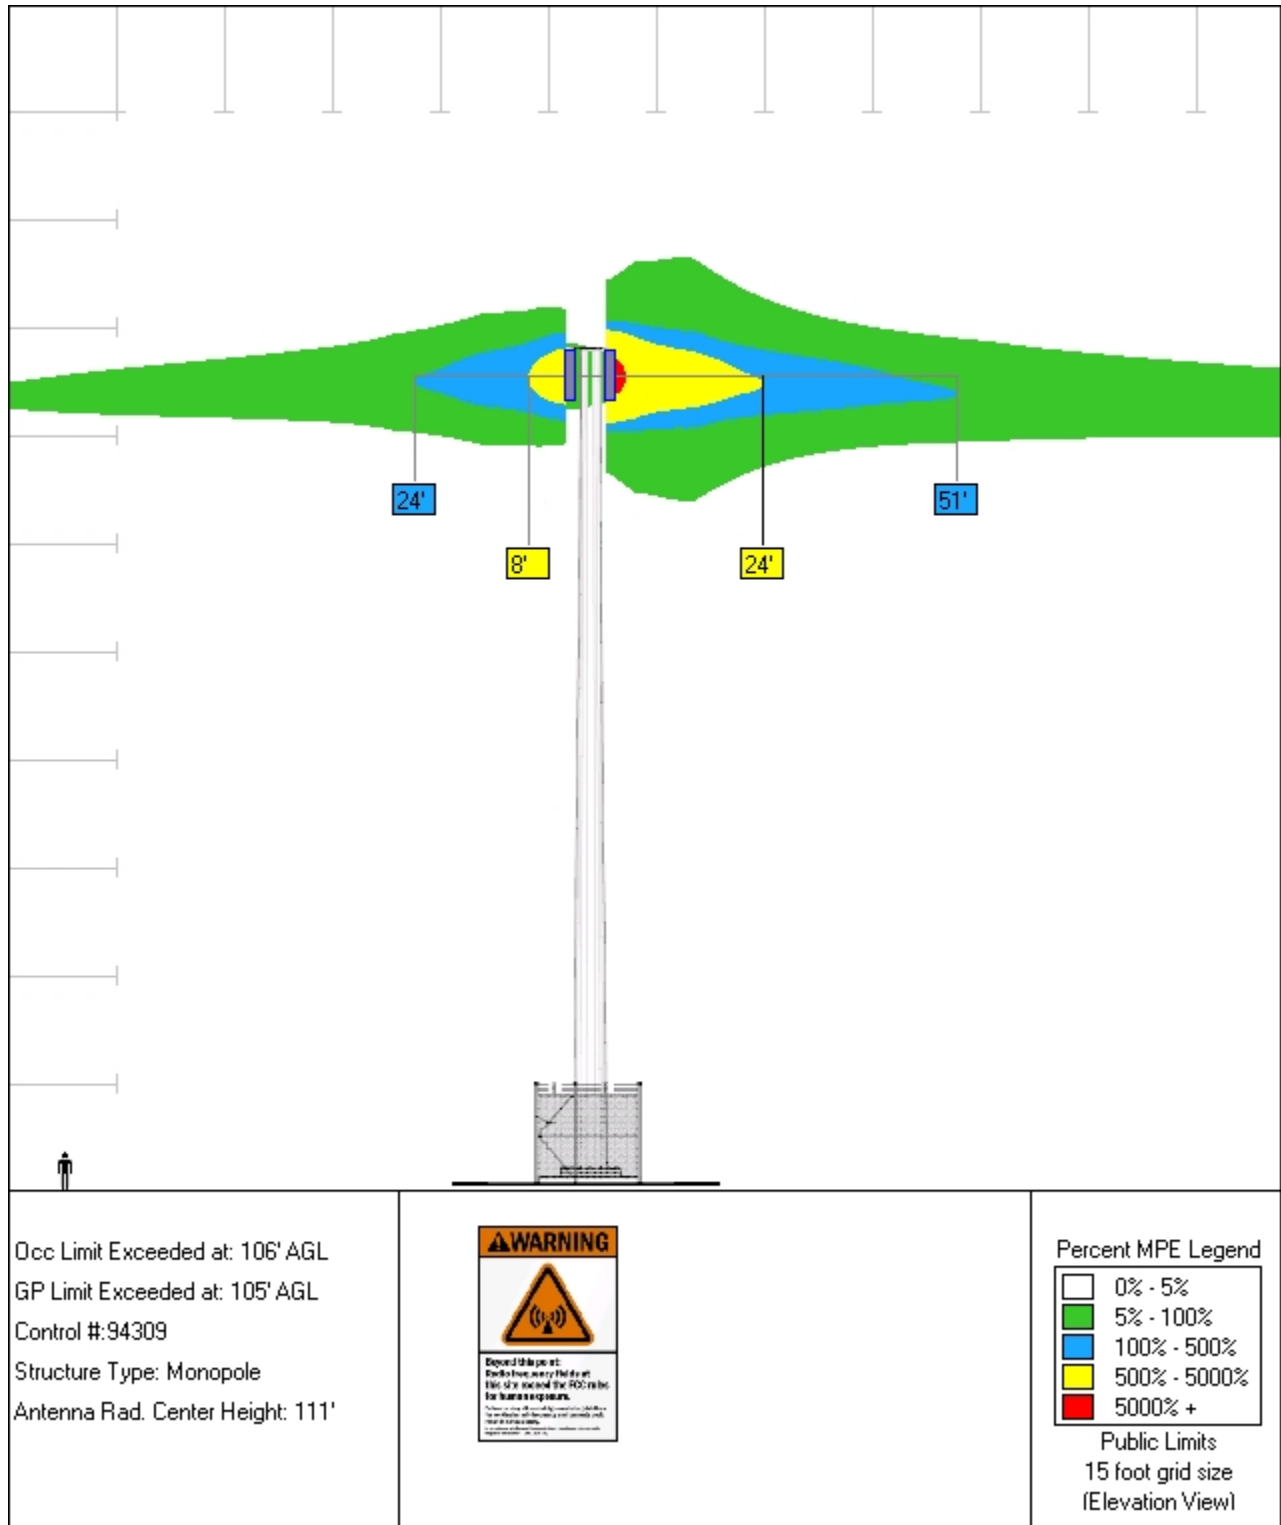 24'
51'
8'
24'
Occ Limit Exceeded at: 106' AGL
GP Limit Exceeded at: 105' AGL
Control #:94309
Structure Type: Monopole
Antenna Rad. Center Height: 111'
WARNING
Beyond this point:
Radio frequency fields at
this site exceed the FCC rules
for human exposure.
Percent MPE Legend
0% - 5%
5% - 100%
100% - 500%
500% - 5000%
5000% +
Public Limits
15 foot grid size
(Elevation View)